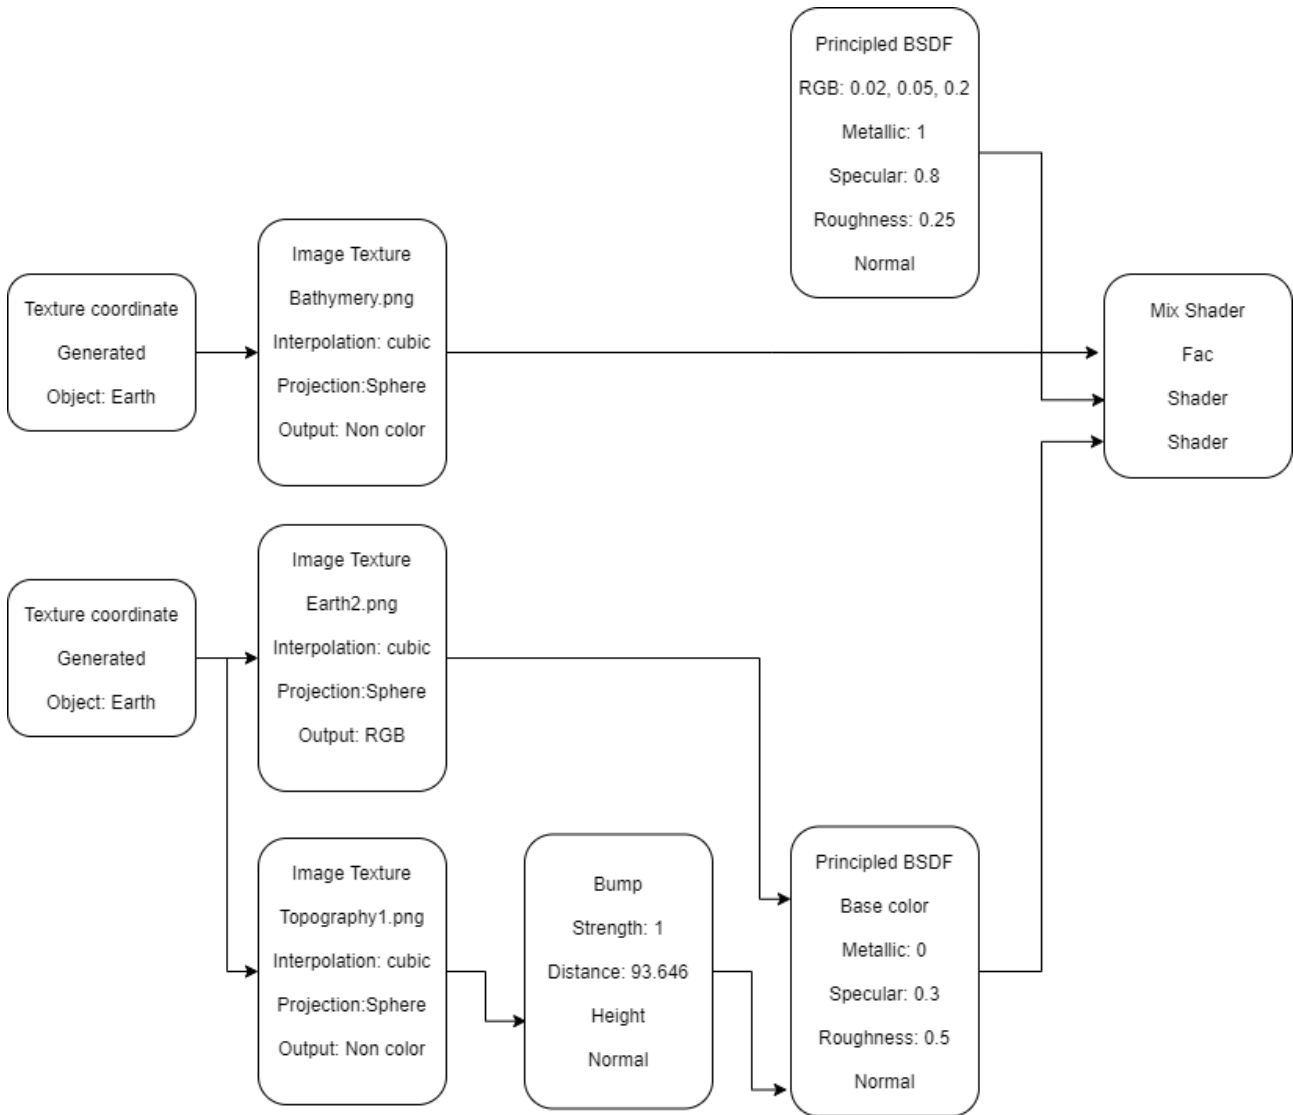 Principled BSDF
RGB: 0.02, 0.05, 0.2
Metallic: 1
Specular: 0.8
Roughness: 0.25
Normal
Image Texture
Bathymery.png
Interpolation: cubic
Projection:Sphere
Output: Non color
Texture coordinate
Generated
Object: Earth
Mix Shader
Fac
Shader
Shader
Image Texture
Earth2.png
Interpolation: cubic
Projection:Sphere
Output: RGB
Texture coordinate
Generated
Object: Earth
Image Texture
Topography1.png
Interpolation: cubic
Projection:Sphere
Output: Non color
Bump
Strength: 1
Distance: 93.646
Height
Normal
Principled BSDF
Base color
Metallic: 0
Specular: 0.3
Roughness: 0.5
Normal